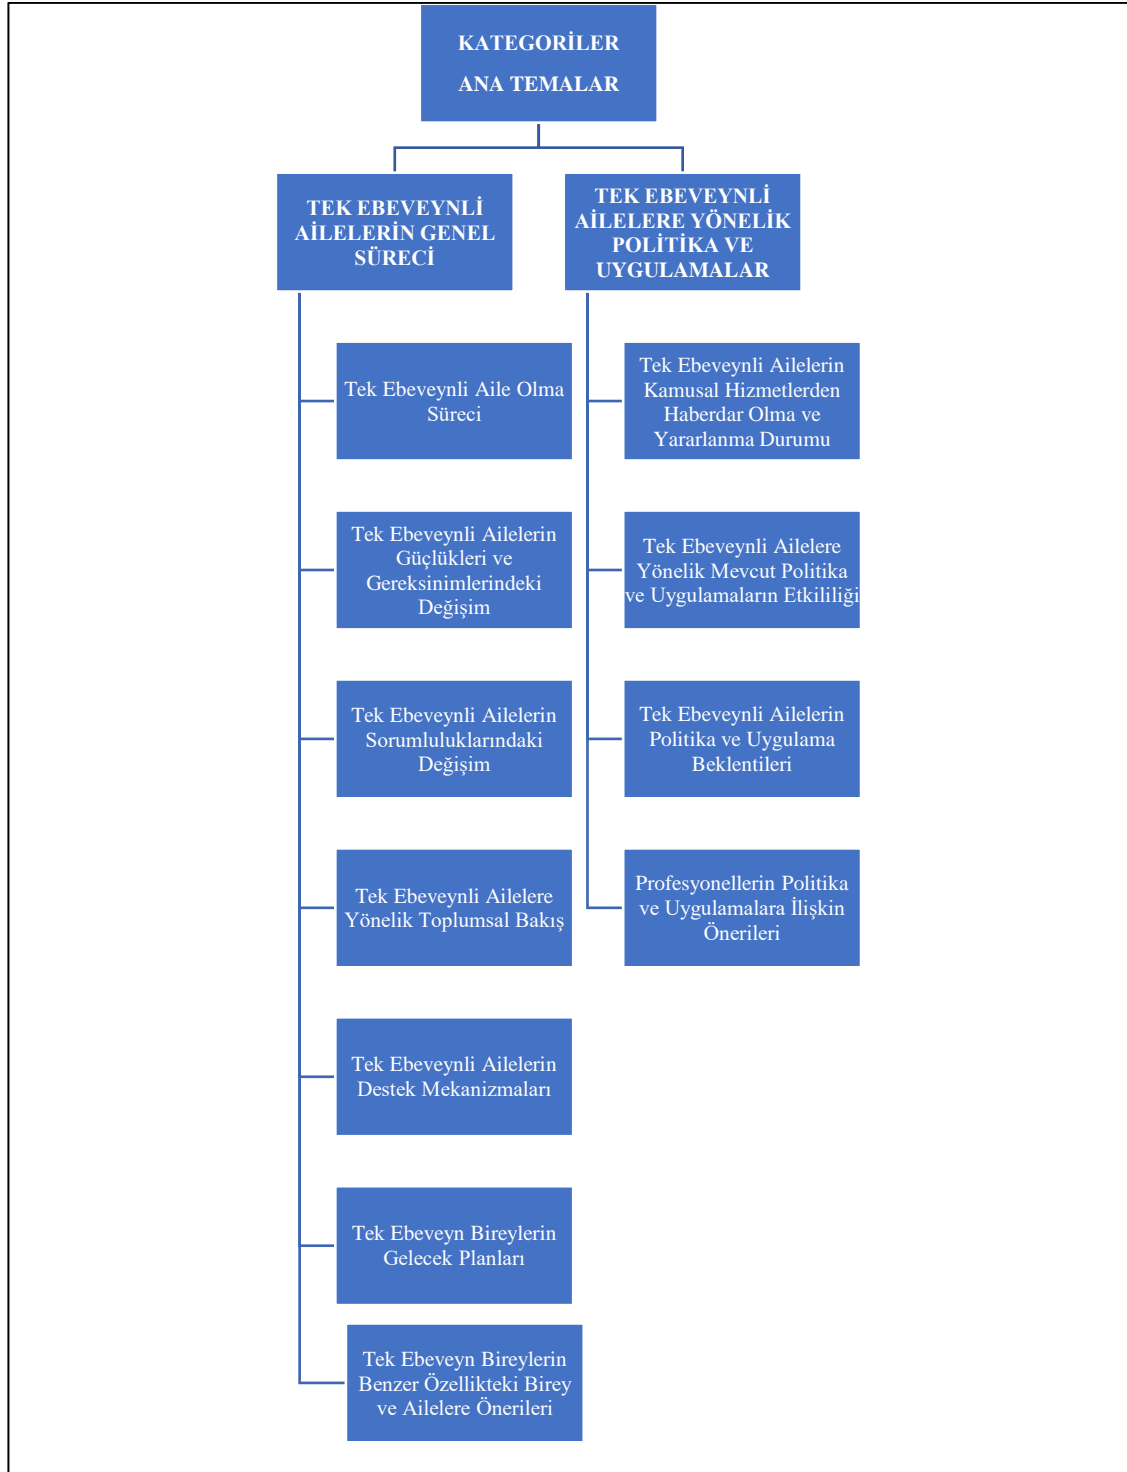 KATEGORİLER
ANA TEMALAR
TEK EBEVEYNLİ
AİLELERİN GENEL
SÜRECİ
TEK EBEVEYNLİ
AİLELERE YÖNELİK
POLİTİKA VE
UYGULAMALAR
Tek Ebeveynli Aile Olma
Süreci
Tek Ebeveynli Ailelerin
Güçlükleri ve
Gereksinimlerindeki
Değişim
Tek Ebeveynli Ailelerin
Sorumluluklarındaki
Değişim
Tek Ebeveynli Ailelere
Yönelik Toplumsal Bakış
Tek Ebeveynli Ailelerin
Destek Mekanizmaları
Tek Ebeveyn Bireylerin
Gelecek Planları
Tek Ebeveyn Bireylerin
Benzer Özellikteki Birey
ve Ailelere Önerileri
Tek Ebeveynli Ailelerin
Kamusal Hizmetlerden
Haberdar Olma ve
Yararlanma Durumu
Tek Ebeveynli Ailelere
Yönelik Mevcut Politika
ve Uygulamaların Etkililiği
Tek Ebeveynli Ailelerin
Politika ve Uygulama
Beklentileri
Profesyonellerin Politika
ve Uygulamalara İlişkin
Önerileri